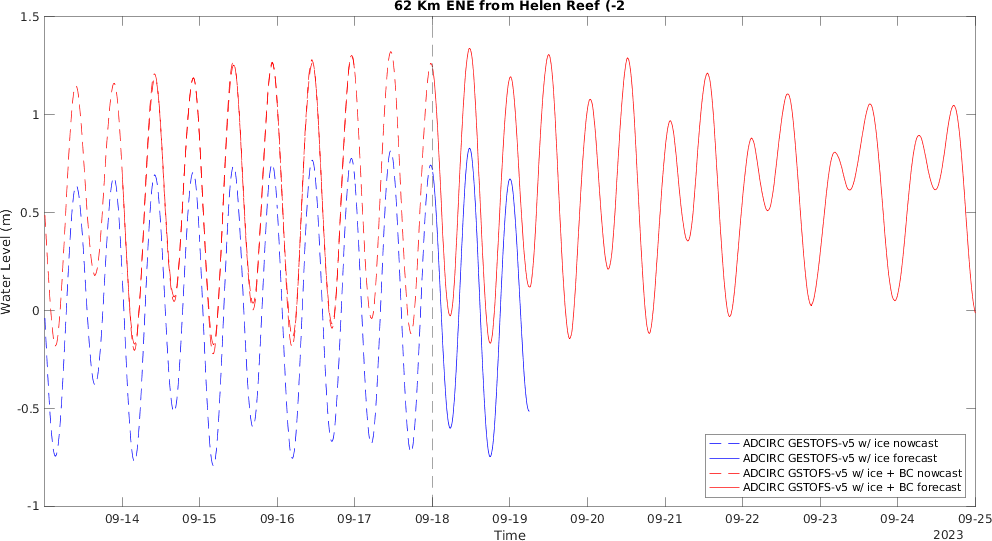 62 Km ENE from Helen Reef (-2
1.5
1
0.5
0
-0.5
-1
Water Level (m)
ADCIRC GESTOFS-v5 w/ ice nowcast
ADCIRC GESTOFS-v5 w/ ice forecast
ADCIRC GSTOFS-v5 w/ ice + BC nowcast
ADCIRC GSTOFS-v5 w/ ice + BC forecast
09-14 09-15 09-16 09-17 09-18 09-19 09-20 09-21 09-22 09-23 09-24 09-25
Time
2023